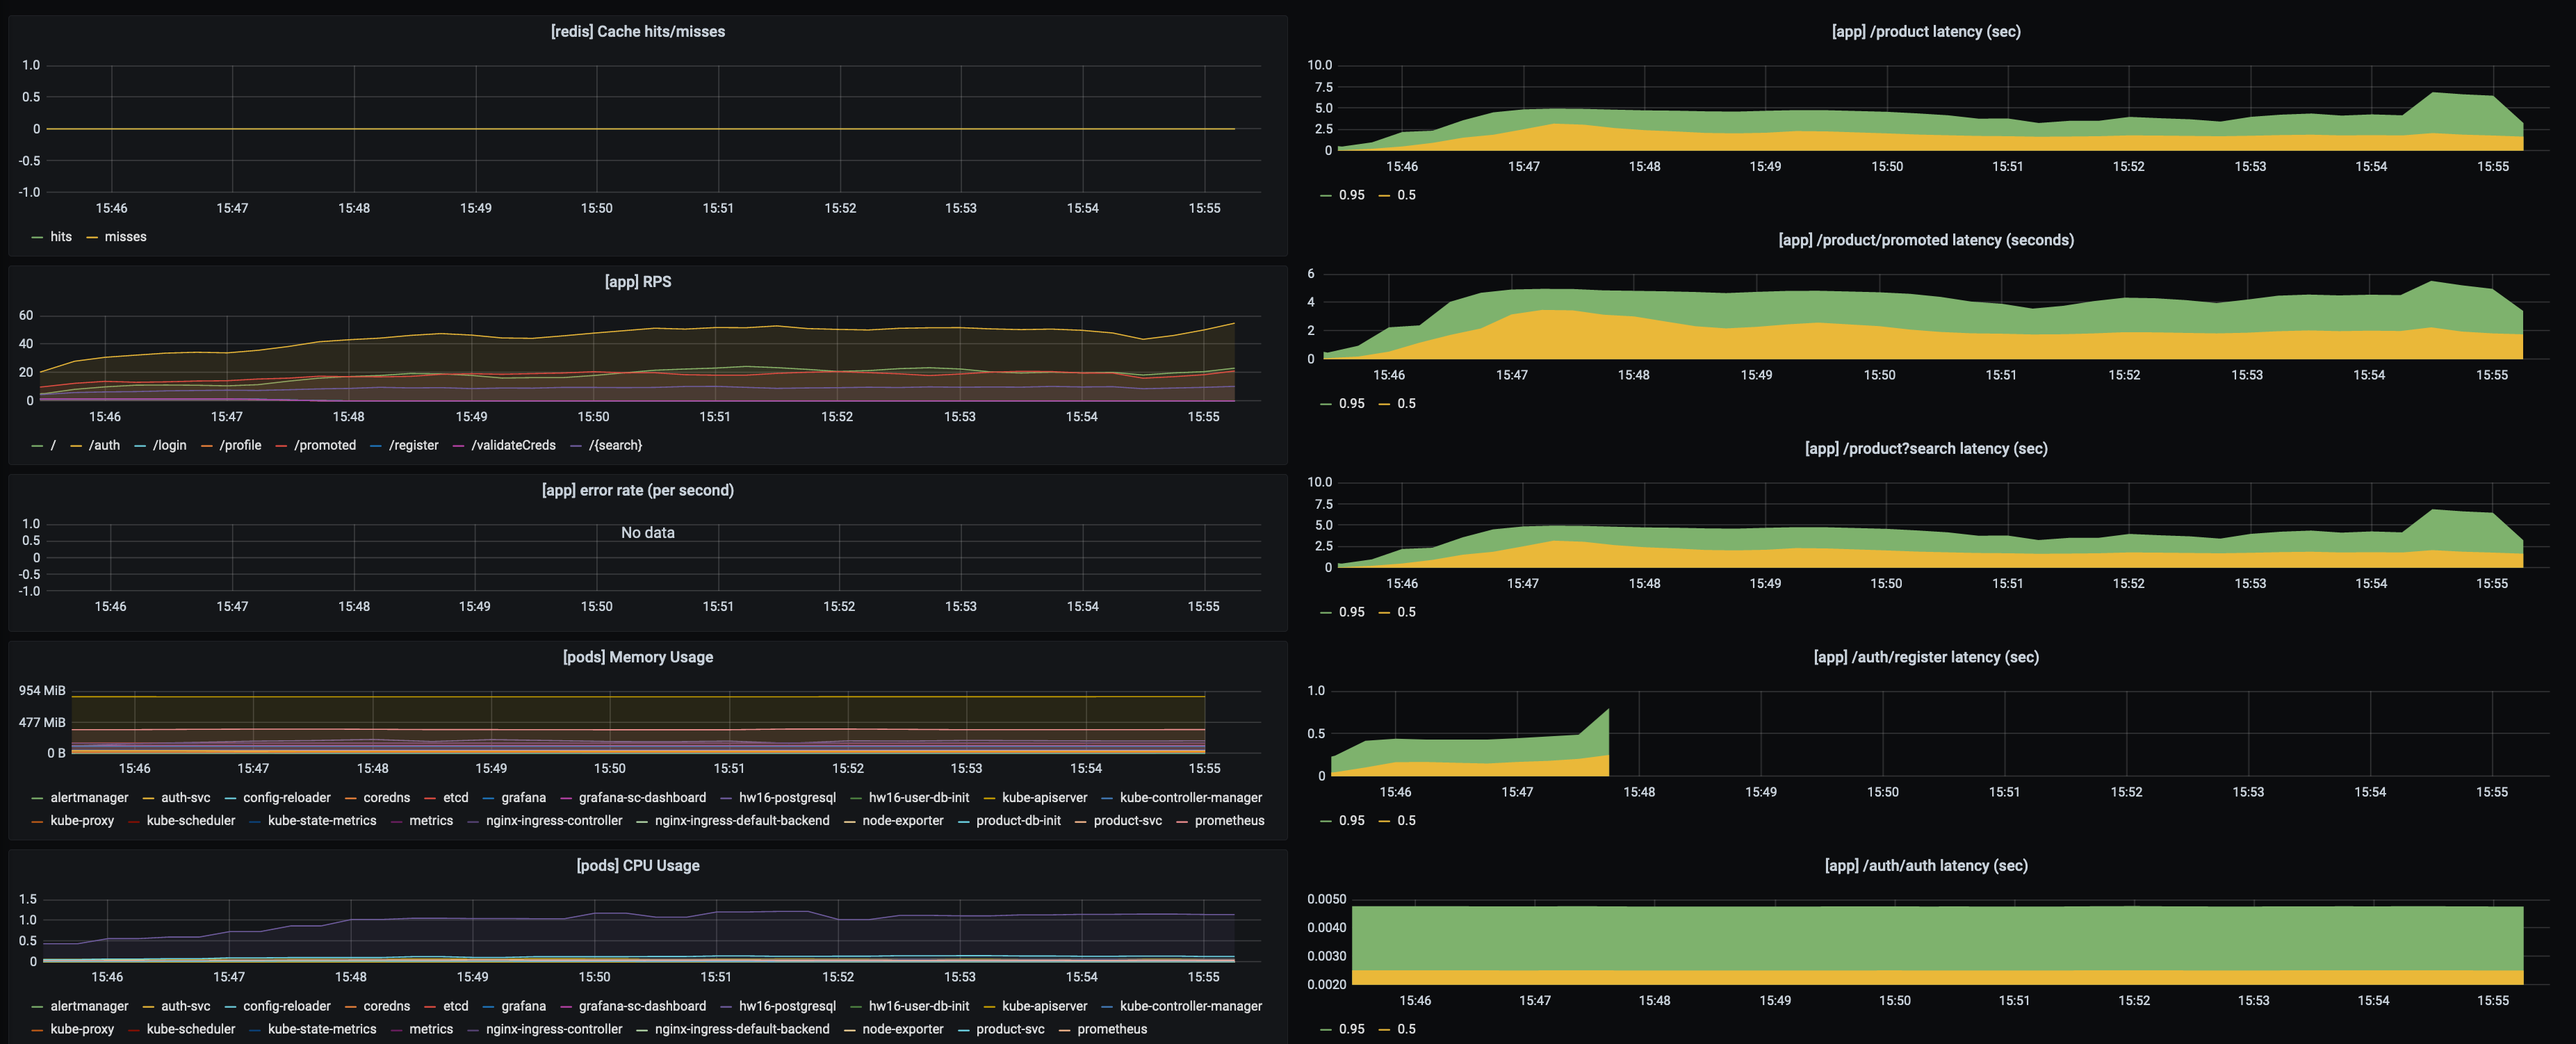 [redis] Cache hits/misses
1.0
0.5
0
-0.5
-1.0
15:46 15:47 15:48 15:49 15:50 15:51 15:52 15:53 15:54 15:55
hits misses
[app] RPS
60
40
20
0
15:46 15:47 15:48 15:49 15:50 15:51 15:52 15:53 15:54 15:55
/ /auth /login /profile /promoted /register /validateCreds /{search}
[app] error rate (per second)
No data
1.0
0.5
0
-0.5
-1.0
15:46 15:47 15:48 15:49 15:50 15:51 15:52 15:53 15:54 15:55
[pods] Memory Usage
954 MiB
477 MiB
0 B
15:46 15:47 15:48 15:49 15:50 15:51 15:52 15:53 15:54 15:55
alertmanager auth-svc config-reloader coredns etcd grafana grafana-sc-dashboard hw16-postgresql hw16-user-db-init kube-apiserver kube-controller-manager
kube-proxy kube-scheduler kube-state-metrics metrics nginx-ingress-controller nginx-ingress-default-backend node-exporter product-db-init product-svc prometheus
[pods] CPU Usage
1.5
1.0
0.5
0
15:46 15:47 15:48 15:49 15:50 15:51 15:52 15:53 15:54 15:55
alertmanager auth-svc config-reloader coredns etcd grafana grafana-sc-dashboard hw16-postgresql hw16-user-db-init kube-apiserver kube-controller-manager
kube-proxy kube-scheduler kube-state-metrics metrics nginx-ingress-controller nginx-ingress-default-backend node-exporter product-svc prometheus
[app] /product latency (sec)
10.0
7.5
5.0
2.5
0
15:46 15:47 15:48 15:49 15:50 15:51 15:52 15:53 15:54 15:55
0.95 0.5
[app] /product/promoted latency (seconds)
6
4
2
0
15:46 15:47 15:48 15:49 15:50 15:51 15:52 15:53 15:54 15:55
0.95 0.5
[app] /product?search latency (sec)
10.0
7.5
5.0
2.5
0
15:46 15:47 15:48 15:49 15:50 15:51 15:52 15:53 15:54 15:55
0.95 0.5
[app] /auth/register latency (sec)
1.0
0.5
0
15:46 15:47 15:48 15:49 15:50 15:51 15:52 15:53 15:54 15:55
0.95 0.5
[app] /auth/auth latency (sec)
0.0050
0.0040
0.0030
0.0020
15:46 15:47 15:48 15:49 15:50 15:51 15:52 15:53 15:54 15:55
0.95 0.5